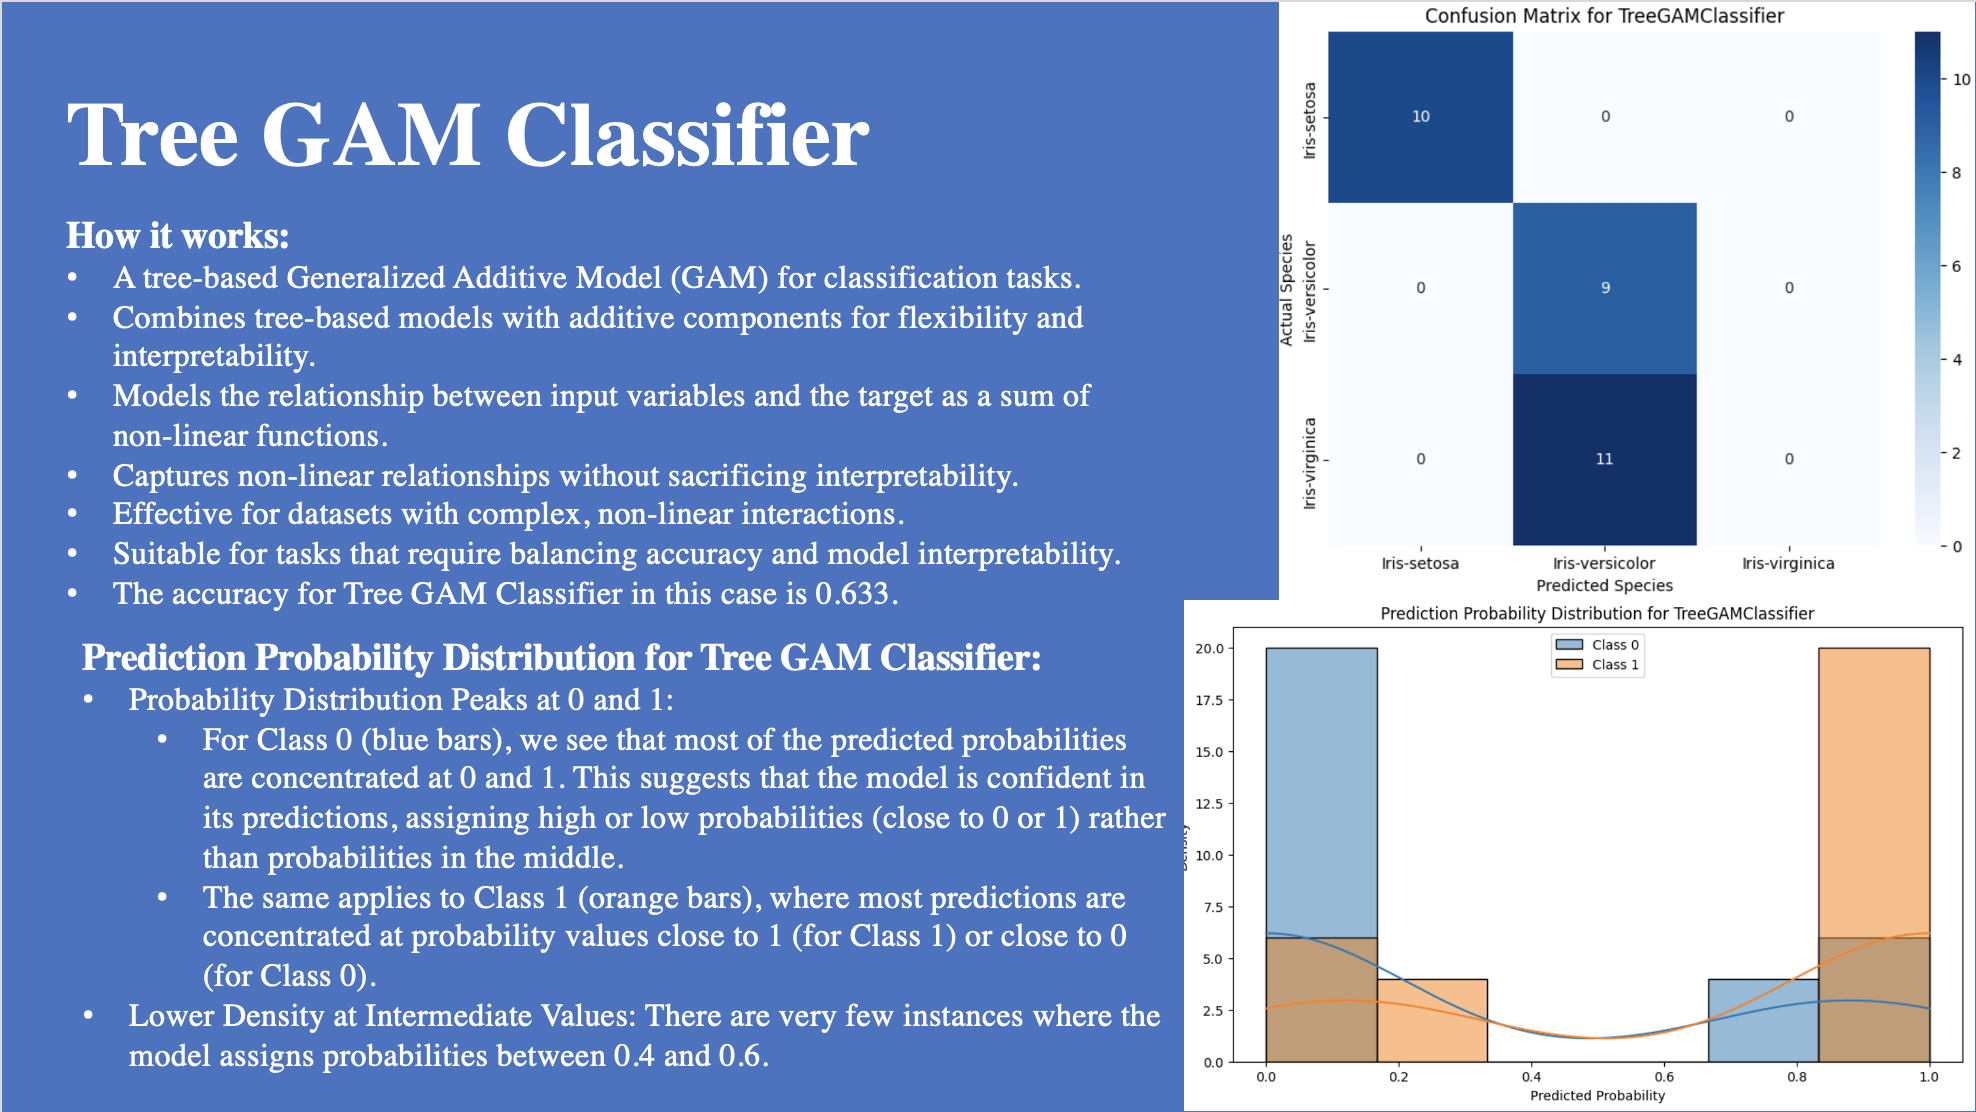 Tree GAM Classifier
How it works:
• A tree-based Generalized Additive Model (GAM) for classification tasks.
• Combines tree-based models with additive components for flexibility and
interpretability.
• Models the relationship between input variables and the target as a sum of
non-linear functions.
• Captures non-linear relationships without sacrificing interpretability.
• Effective for datasets with complex, non-linear interactions.
• Suitable for tasks that require balancing accuracy and model interpretability.
• The accuracy for Tree GAM Classifier in this case is 0.633.
Prediction Probability Distribution for Tree GAM Classifier:
• Probability Distribution Peaks at 0 and 1:
• For Class 0 (blue bars), we see that most of the predicted probabilities
are concentrated at 0 and 1. This suggests that the model is confident in
its predictions, assigning high or low probabilities (close to 0 or 1) rather
than probabilities in the middle.
• The same applies to Class 1 (orange bars), where most predictions are
concentrated at probability values close to 1 (for Class 1) or close to 0
(for Class 0).
• Lower Density at Intermediate Values: There are very few instances where the
model assigns probabilities between 0.4 and 0.6.
Confusion Matrix for TreeGAMClassifier
Actual Species
Iris-setosa
10 0 0
Iris-versicolor
0 9 0
Iris-virginica
0 11 0
Iris-setosa Iris-versicolor Iris-virginica
Predicted Species
10
8
6
4
2
0
Prediction Probability Distribution for TreeGAMClassifier
Class 0
Class 1
20.0
17.5
15.0
12.5
10.0
7.5
5.0
2.5
0.0
0.0 0.2 0.4 0.6 0.8 1.0
Predicted Probability